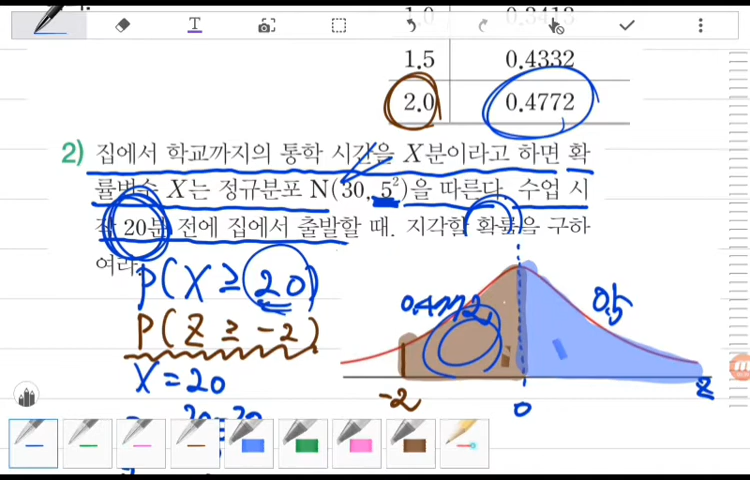 1.0 0.3413
1.5 0.4332
2.0 0.4772
2) 집에서 학교까지의 통학 시간을 X분이라고 하면 확
률변수 X는 정규분포 N(30, 5²)을 따른다. 수업 시
작 20분 전에 집에서 출발할 때, 지각할 확률을 구하
여라.
P(X ≥ 20)
P(Z ≥ -2)
X = 20
0.4772
0.5
-2
0
Z
T